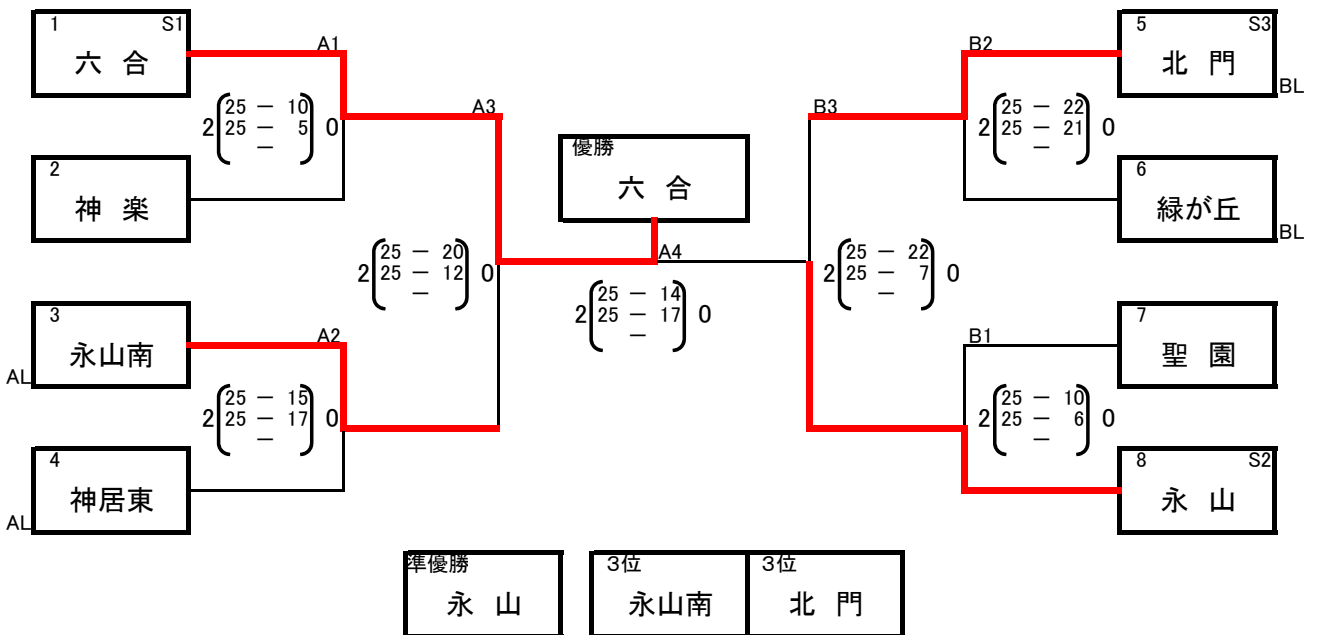 1 S1
六 合
A1
2 25 － 10 0
25 － 5
－
2
神 楽
A3
2 25 － 20 0
25 － 12
－
3
永山南
AL
A2
2 25 － 15 0
25 － 17
－
4
神居東
AL
優勝
六 合
A4
2 25 － 14 0
25 － 17
－
B3
2 25 － 22 0
25 － 7
－
5 S3
北 門
BL
B2
2 25 － 22 0
25 － 21
－
6
緑が丘
BL
7
聖 園
B1
2 25 － 10 0
25 － 6
－
8 S2
永 山
準優勝
永 山
３位
永山南
３位
北 門